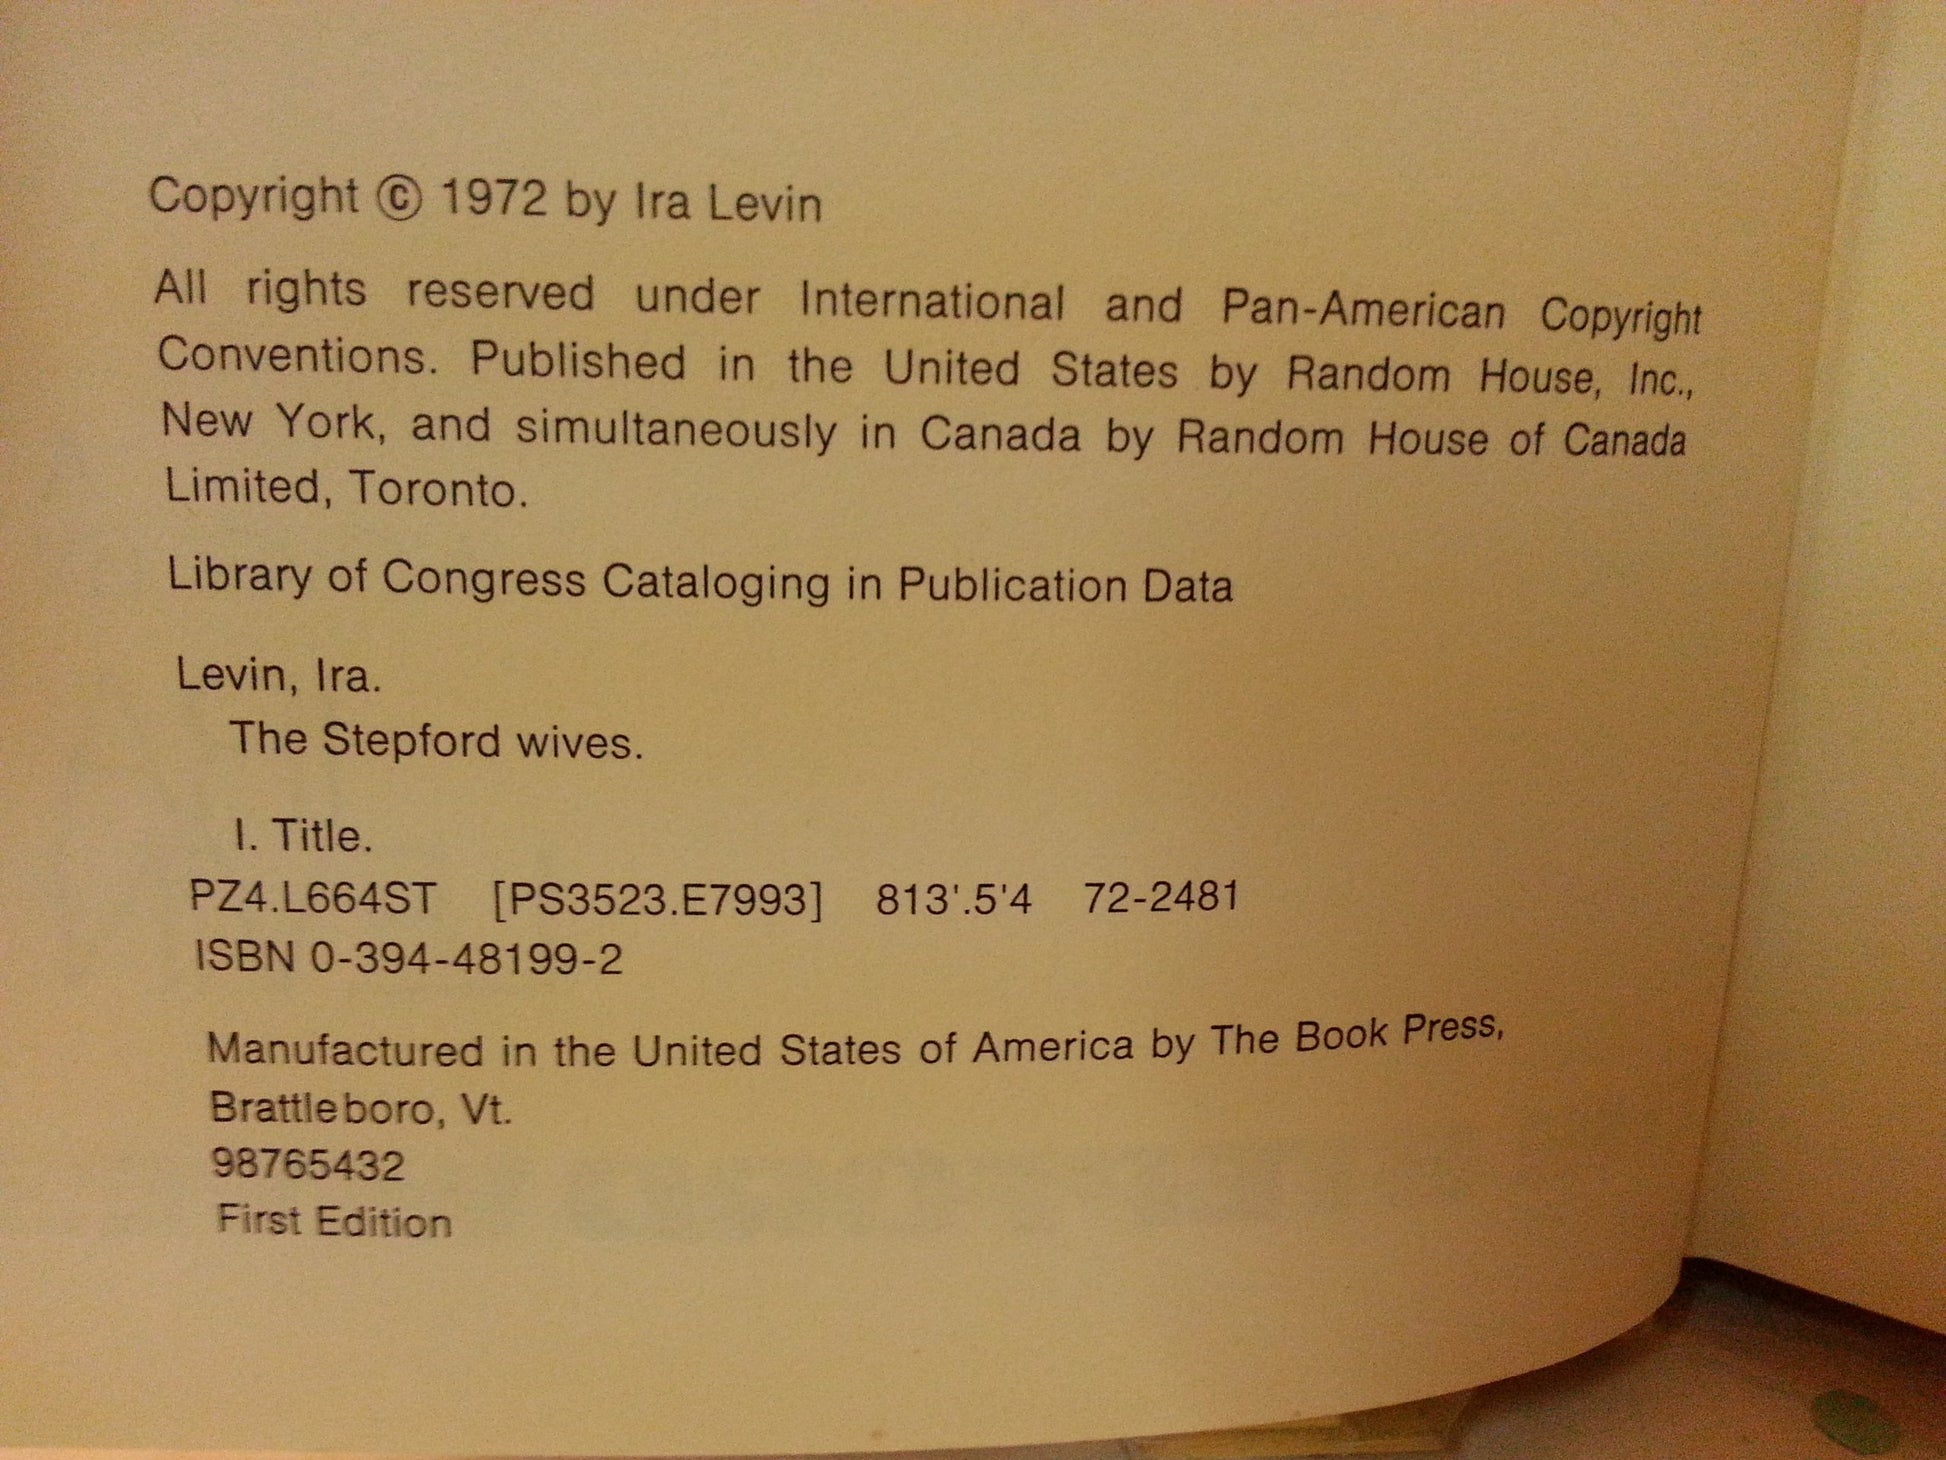 Copyright © 1972 by Ira Levin
All rights reserved under International and Pan-American Copyright
Conventions. Published in the United States by Random House, Inc.,
New York, and simultaneously in Canada by Random House of Canada
Limited, Toronto.
Library of Congress Cataloging in Publication Data
Levin, Ira.
The Stepford wives.
I. Title.
PZ4.L664ST [PS3523.E7993] 813'.5'4 72-2481
ISBN 0-394-48199-2
Manufactured in the United States of America by The Book Press,
Brattleboro, Vt.
98765432
First Edition